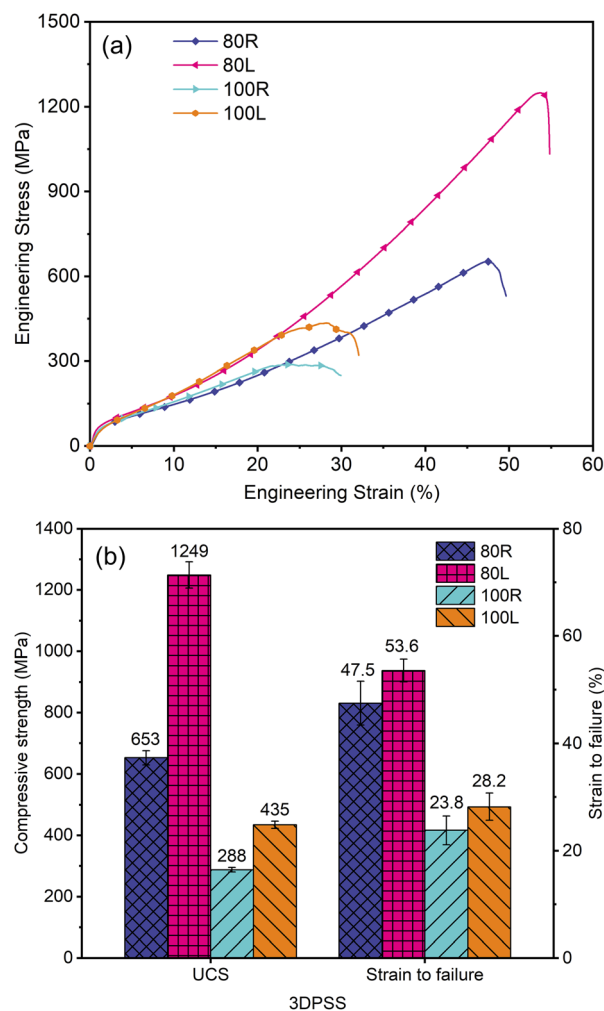 (a)
80R
80L
100R
100L
1500
1200
900
600
300
0
Engineering Stress (MPa)
0 10 20 30 40 50 60
Engineering Strain (%)
(b)
80R
80L
100R
100L
1400
1200
1000
800
600
400
200
0
Compressive strength (MPa)
653
1249
288
435
47.5
53.6
23.8
28.2
80
60
40
20
0
Strain to failure (%)
UCS Strain to failure
3DPSS